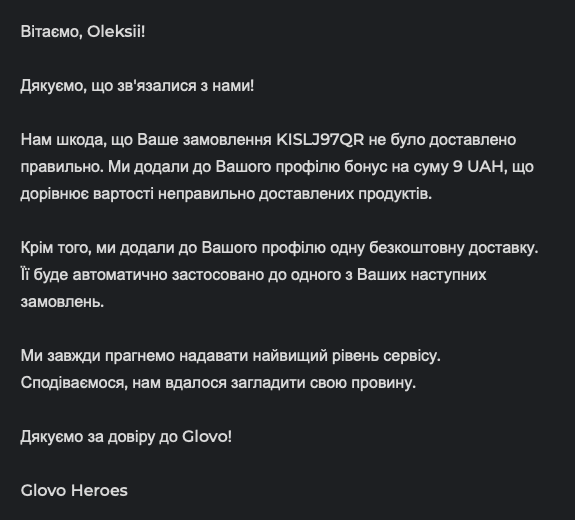 Вітаємо, Oleksii!
Дякуємо, що зв'язалися з нами!
Нам шкода, що Ваше замовлення KISLJ97QR не було доставлено
правильно. Ми додали до Вашого профілю бонус на суму 9 UAH, що
дорівнює вартості неправильно доставлених продуктів.
Крім того, ми додали до Вашого профілю одну безкоштовну доставку.
Її буде автоматично застосовано до одного з Ваших наступних
замовлень.
Ми завжди прагнемо надавати найвищий рівень сервісу.
Сподіваємося, нам вдалося загладити свою провину.
Дякуємо за довіру до Glovo!
Glovo Heroes